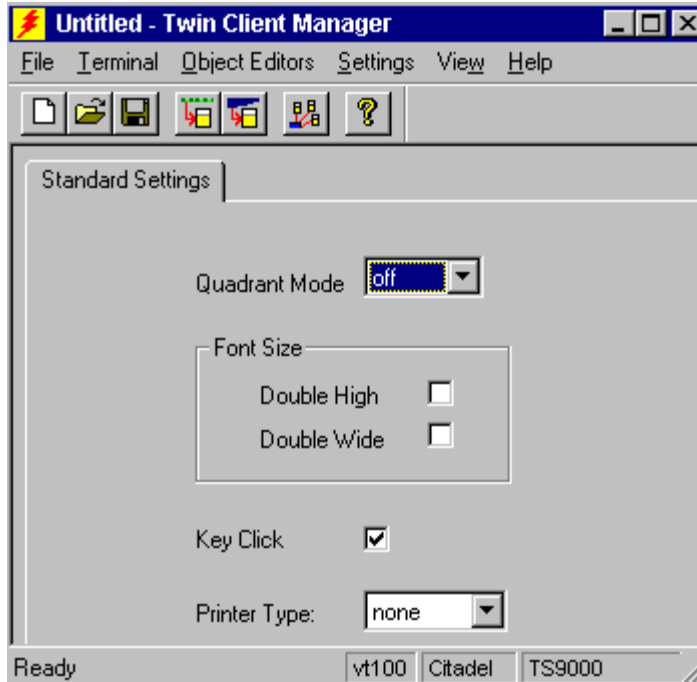 Untitled - Twin Client Manager
File Terminal Object Editors Settings View Help
Standard Settings
Quadrant Mode off
Font Size
Double High
Double Wide
Key Click
Printer Type: none
Ready vt100 Citadel TS9000